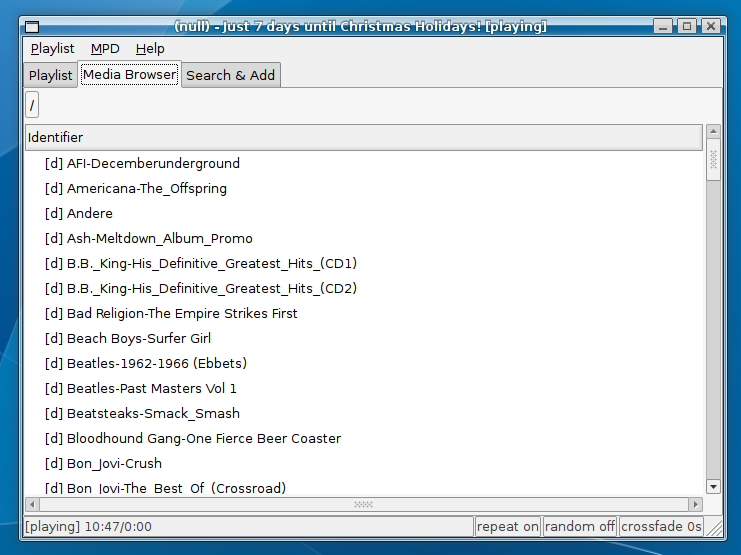 (null) - Just 7 days until Christmas Holidays! [playing]
Playlist MPD Help
Playlist Media Browser Search & Add
/
Identifier
[d] AFI-Decemberunderground
[d] Americana-The_Offspring
[d] Andere
[d] Ash-Meltdown_Album_Promo
[d] B.B._King-His_Definitive_Greatest_Hits_(CD1)
[d] B.B._King-His_Definitive_Greatest_Hits_(CD2)
[d] Bad Religion-The Empire Strikes First
[d] Beach Boys-Surfer Girl
[d] Beatles-1962-1966 (Ebbets)
[d] Beatles-Past Masters Vol 1
[d] Beatsteaks-Smack_Smash
[d] Bloodhound Gang-One Fierce Beer Coaster
[d] Bon_Jovi-Crush
[d] Bon_Jovi-The_Best_Of_(Crossroad)
[playing] 10:47/0:00 repeat on random off crossfade 0s